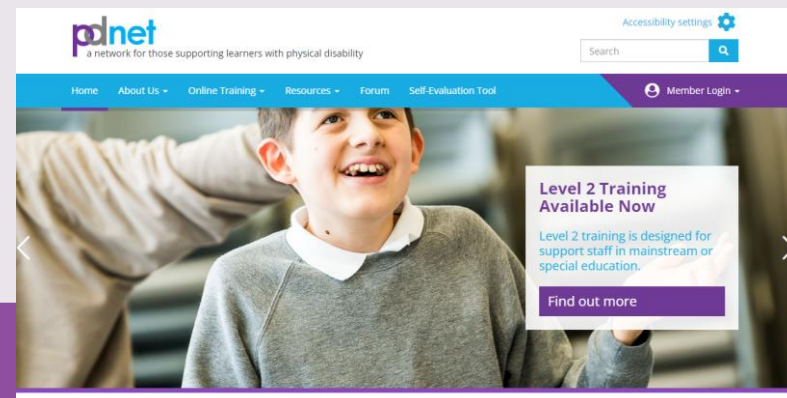 pdnet
a network for those supporting learners with physical disability
Accessibility settings
Search
Home About Us Online Training Resources Forum Self-Evaluation Tool Member Login
Level 2 Training
Available Now
Level 2 training is designed for
support staff in mainstream or
special education.
Find out more